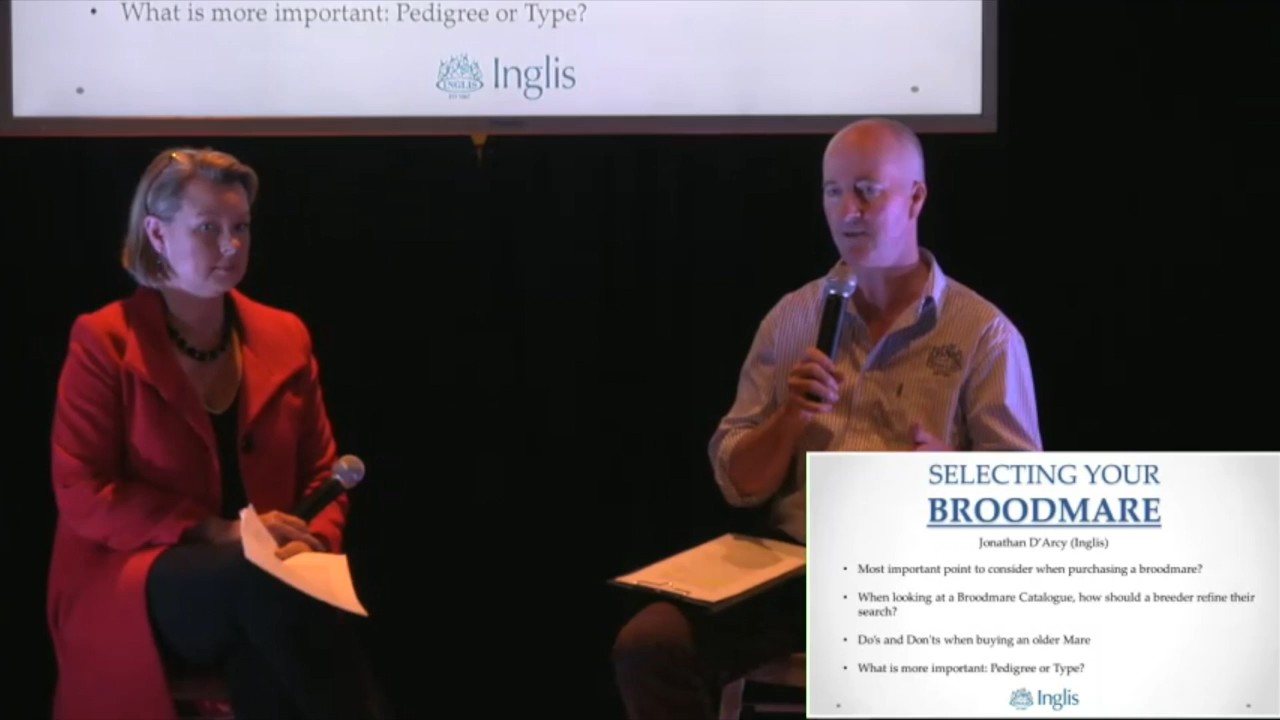 • What is more important: Pedigree or Type?
INGLIS
Inglis
SELECTING YOUR
BROODMARE
Jonathan D'Arcy (Inglis)
• Most important point to consider when purchasing a broodmare?
• When looking at a Broodmare Catalogue, how should a breeder refine their
search?
• Do's and Don'ts when buying an older Mare
• What is more important: Pedigree or Type?
Inglis